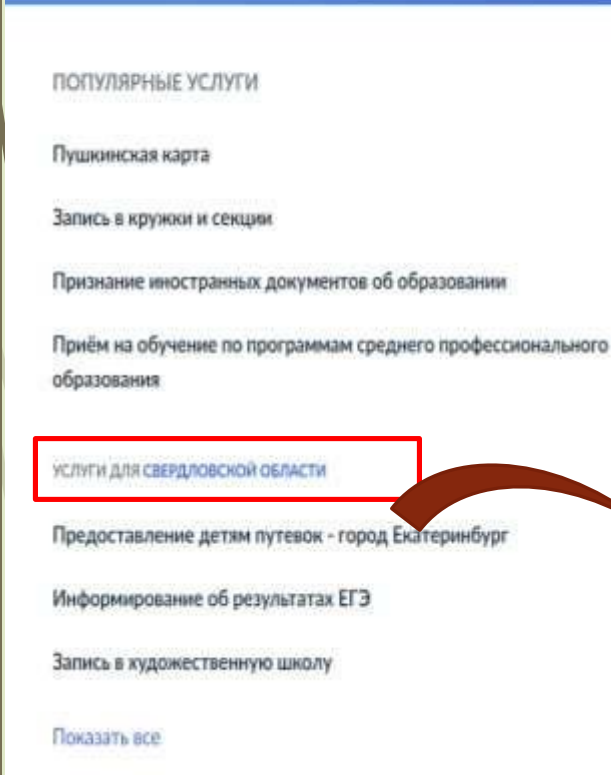 ПОПУЛЯРНЫЕ УСЛУГИ
Пушкинская карта
Запись в кружки и секции
Признание иностранных документов об образовании
Приём на обучение по программам среднего профессионального
образования
УСЛУГИ ДЛЯ СВЕРДЛОВСКОЙ ОБЛАСТИ
Предоставление детям путевок - город Екатеринбург
Информирование об результатах ЕГЭ
Запись в художественную школу
Показать все